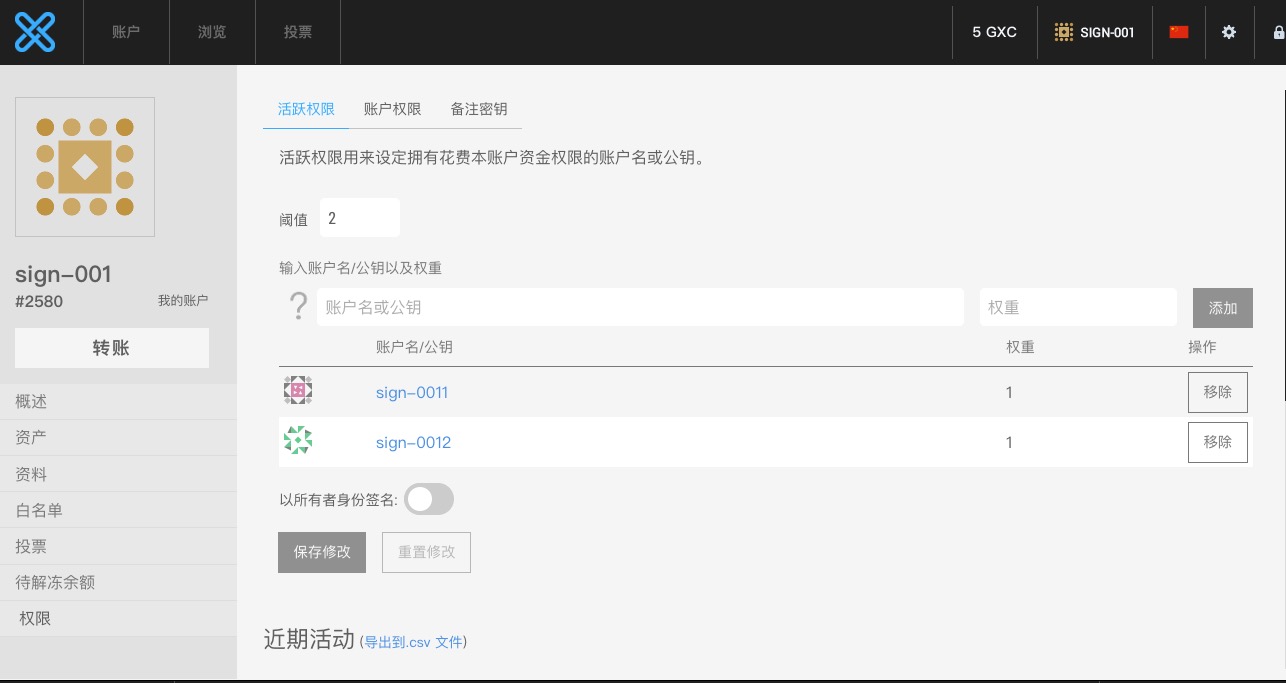 账户 浏览 投票 5 GXC SIGN-001
活跃权限 账户权限 备注密钥
活跃权限用来设定拥有花费本账户资金权限的账户名或公钥。
阈值 2
sign-001
#2580 我的账户
转账
概述
资产
资料
白名单
投票
待解冻余额
权限
输入账户名/公钥以及权重
? 账户名或公钥 权重 添加
账户名/公钥 权重 操作
sign-0011 1 移除
sign-0012 1 移除
以所有者身份签名:
保存修改 重置修改
近期活动 (导出到.csv 文件)